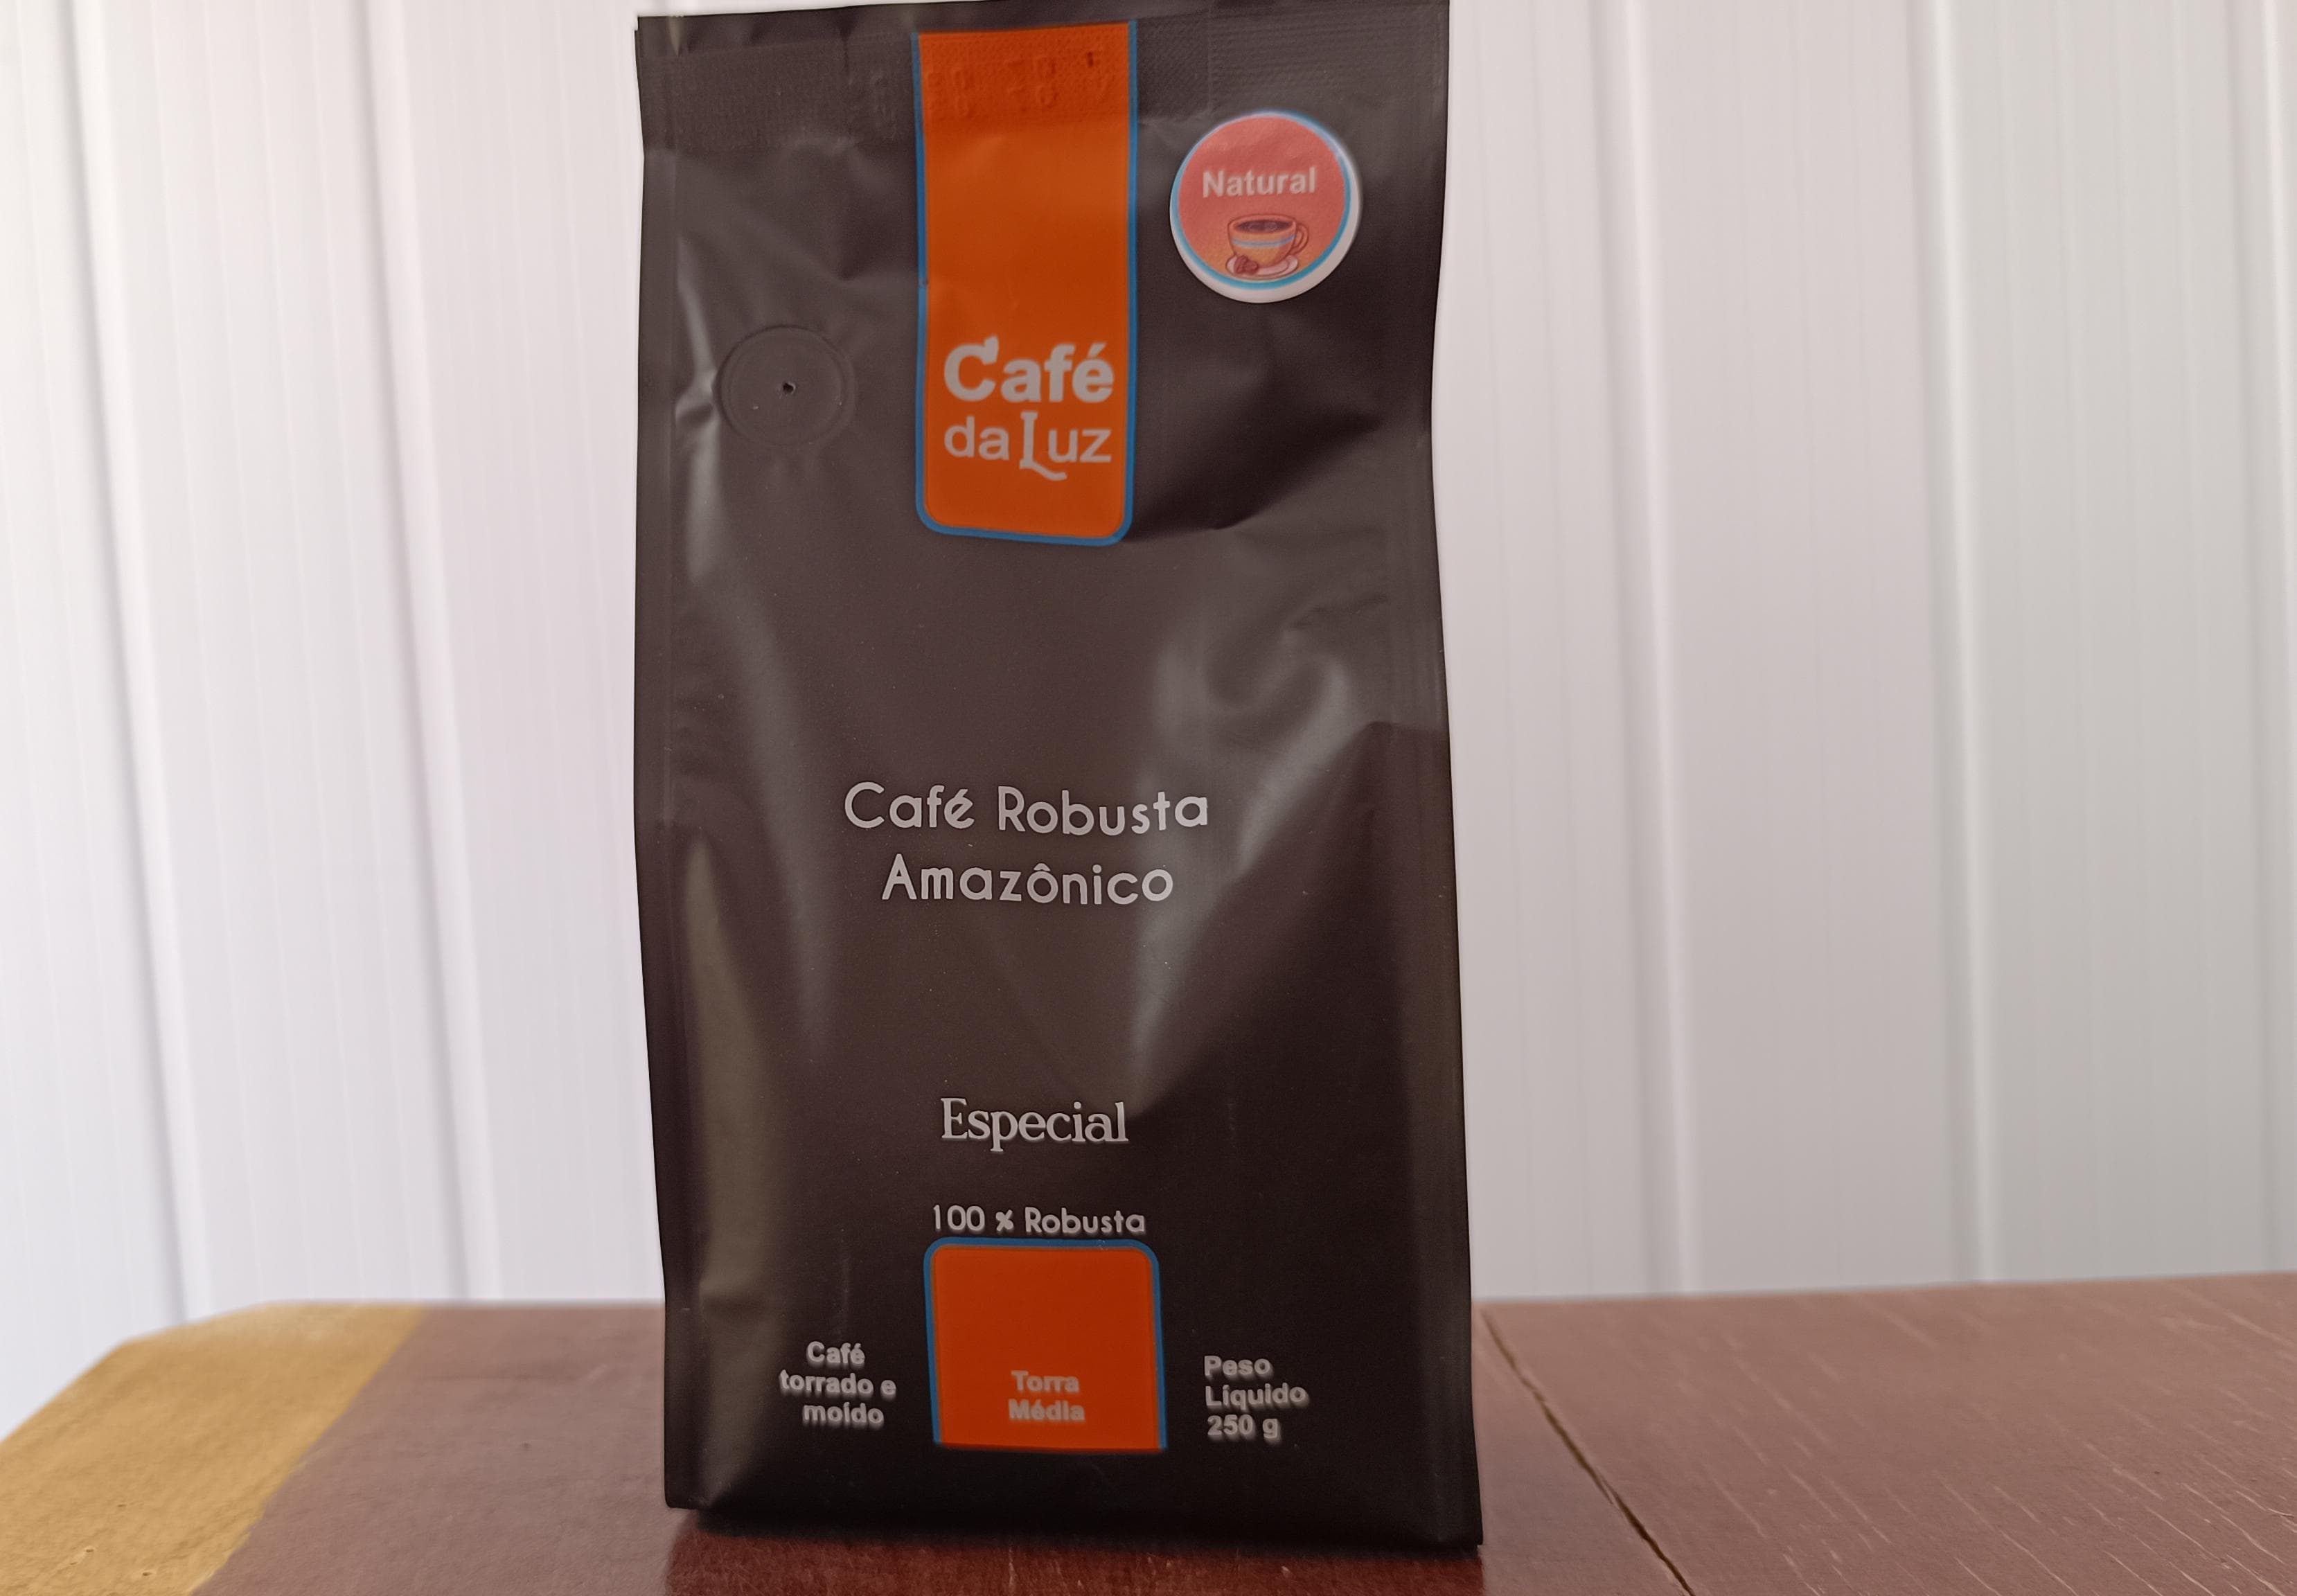 Natural
Café
da Luz
Café Robusta
Amazônico
Especial
100 % Robusta
Café
torrado e
moído
Torra
Média
Peso
Líquido
250 g